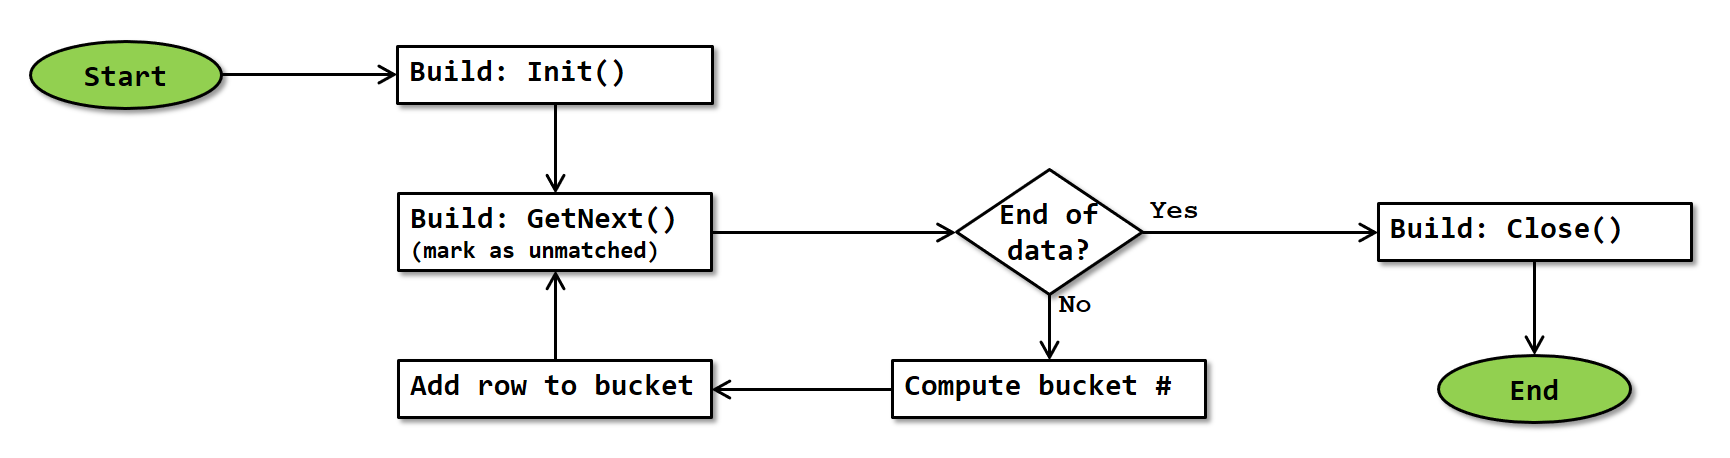 Start
Build: Init()
Build: GetNext()
(mark as unmatched)
End of
data?
Yes
Build: Close()
No
Add row to bucket
Compute bucket #
End